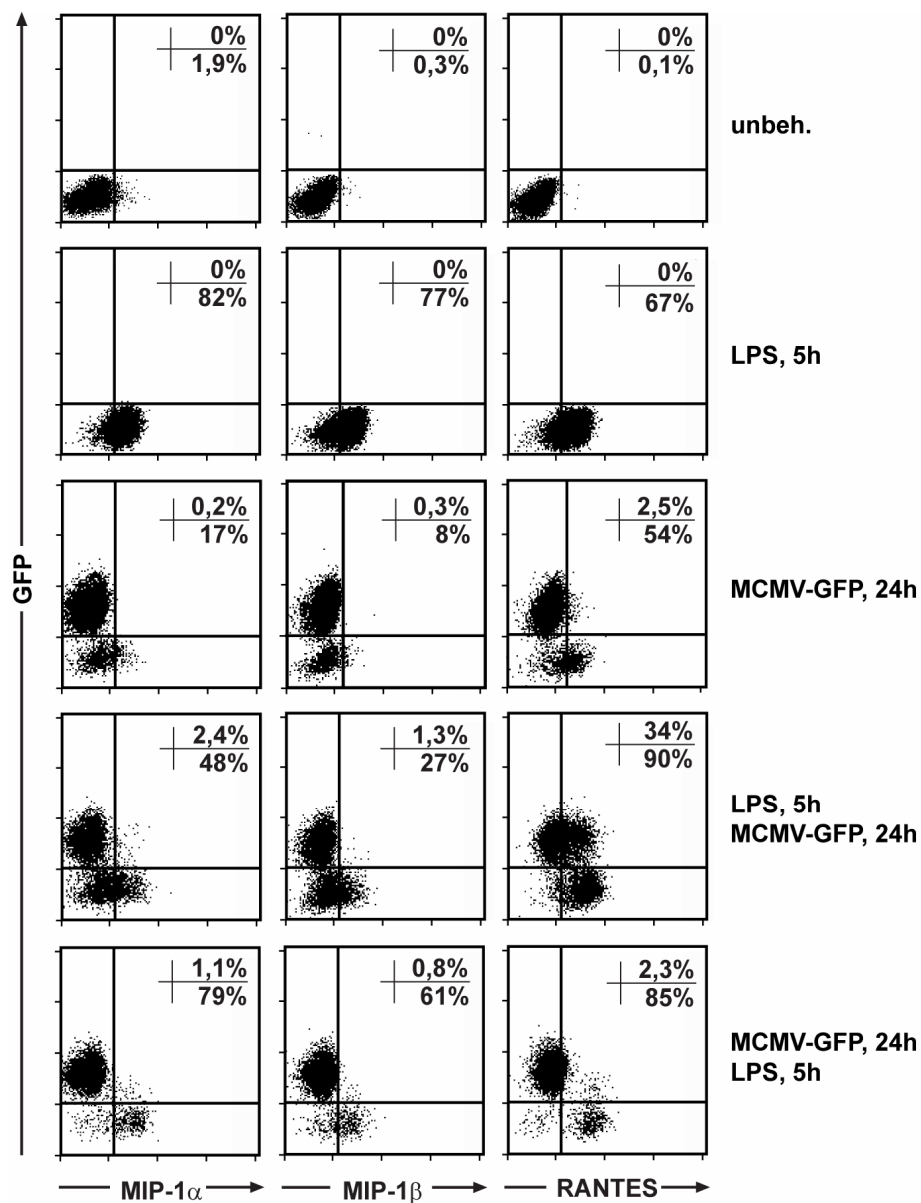 0% 0% 0%
1,9% 0,3% 0,1%
unbeh.
0% 0% 0%
82% 77% 67%
LPS, 5h
0,2% 0,3% 2,5%
17% 8% 54%
MCMV-GFP, 24h
GFP
2,4% 1,3% 34%
48% 27% 90%
LPS, 5h
MCMV-GFP, 24h
1,1% 0,8% 2,3%
79% 61% 85%
MCMV-GFP, 24h
LPS, 5h
MIP-1α MIP-1β RANTES